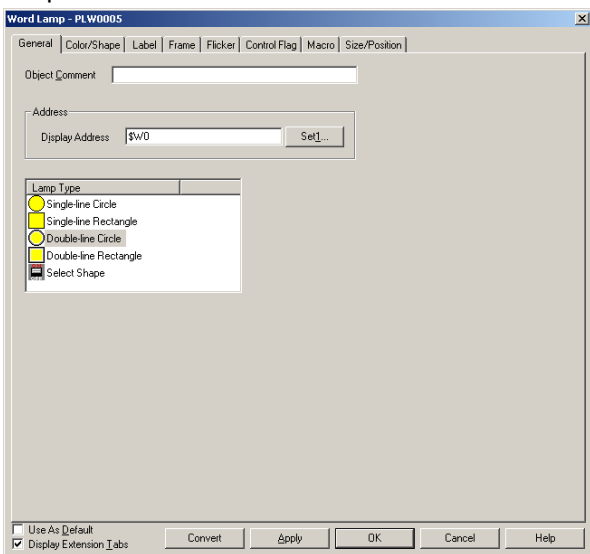 Word Lamp - PLW0005
General Color/Shape Label Frame Flicker Control Flag Macro Size/Position
Object Comment
Address
Display Address $W0 Set1...
Lamp Type
Single-line Circle
Single-line Rectangle
Double-line Circle
Double-line Rectangle
Select Shape
Use As Default
Display Extension Tabs Convert Apply OK Cancel Help